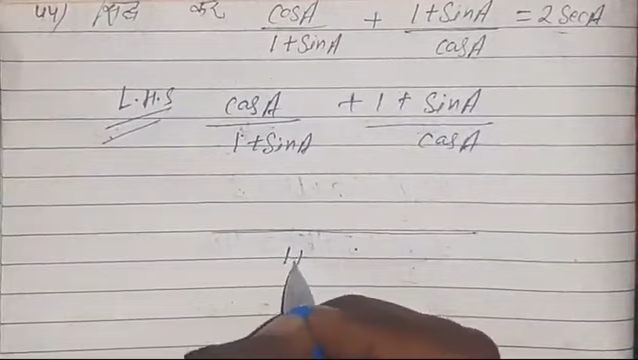 44) सिद्ध करें cosA/1+SinA + 1+SinA/cosA = 2 SecA
L.H.S cosA/1+SinA + 1+SinA/cosA